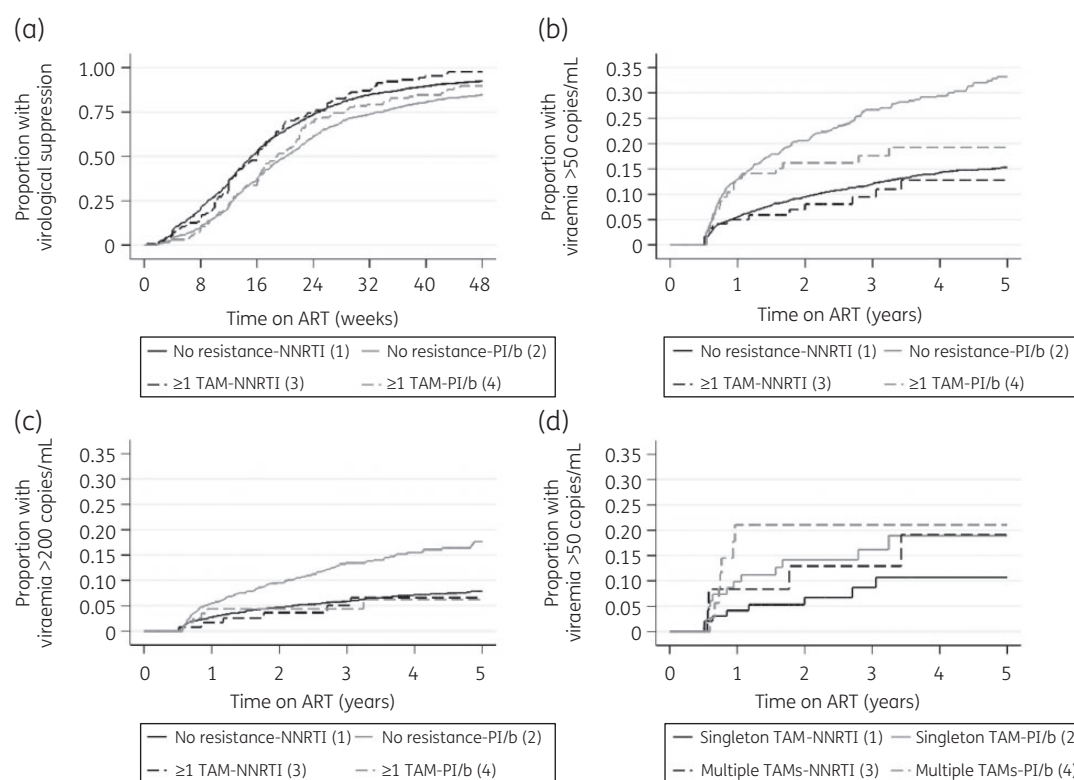 (a)
Proportion with
virological suppression
1.00
0.75
0.50
0.25
0
0 8 16 24 32 40 48
Time on ART (weeks)
No resistance-NNRTI (1) No resistance-PI/b (2)
≥1 TAM-NNRTI (3) ≥1 TAM-PI/b (4)
(b)
Proportion with
viraemia >50 copies/mL
0.35
0.30
0.25
0.20
0.15
0.10
0.05
0
0 1 2 3 4 5
Time on ART (years)
No resistance-NNRTI (1) No resistance-PI/b (2)
≥1 TAM-NNRTI (3) ≥1 TAM-PI/b (4)
(c)
Proportion with
viraemia >200 copies/mL
0.35
0.30
0.25
0.20
0.15
0.10
0.05
0
0 1 2 3 4 5
Time on ART (years)
No resistance-NNRTI (1) No resistance-PI/b (2)
≥1 TAM-NNRTI (3) ≥1 TAM-PI/b (4)
(d)
Proportion with
viraemia >50 copies/mL
0.35
0.30
0.25
0.20
0.15
0.10
0.05
0
0 1 2 3 4 5
Time on ART (years)
Singleton TAM-NNRTI (1) Singleton TAM-PI/b (2
Multiple TAMs-NNRTI (3) Multiple TAMs-PI/b (4)